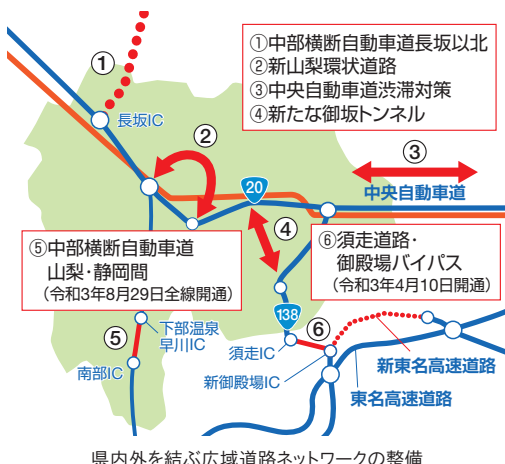 ①中部横断自動車道長坂以北
②新山梨環状道路
③中央自動車道渋滞対策
④新たな御坂トンネル
①
長坂IC
②
③
20
中央自動車道
④
⑤中部横断自動車道
山梨・静岡間
（令和3年8月29日全線開通）
⑥須走道路・
御殿場バイパス
（令和3年4月10日開通）
138
下部温泉
早川IC
⑤
⑥
須走IC
南部IC
新御殿場IC
新東名高速道路
東名高速道路
県内外を結ぶ広域道路ネットワークの整備